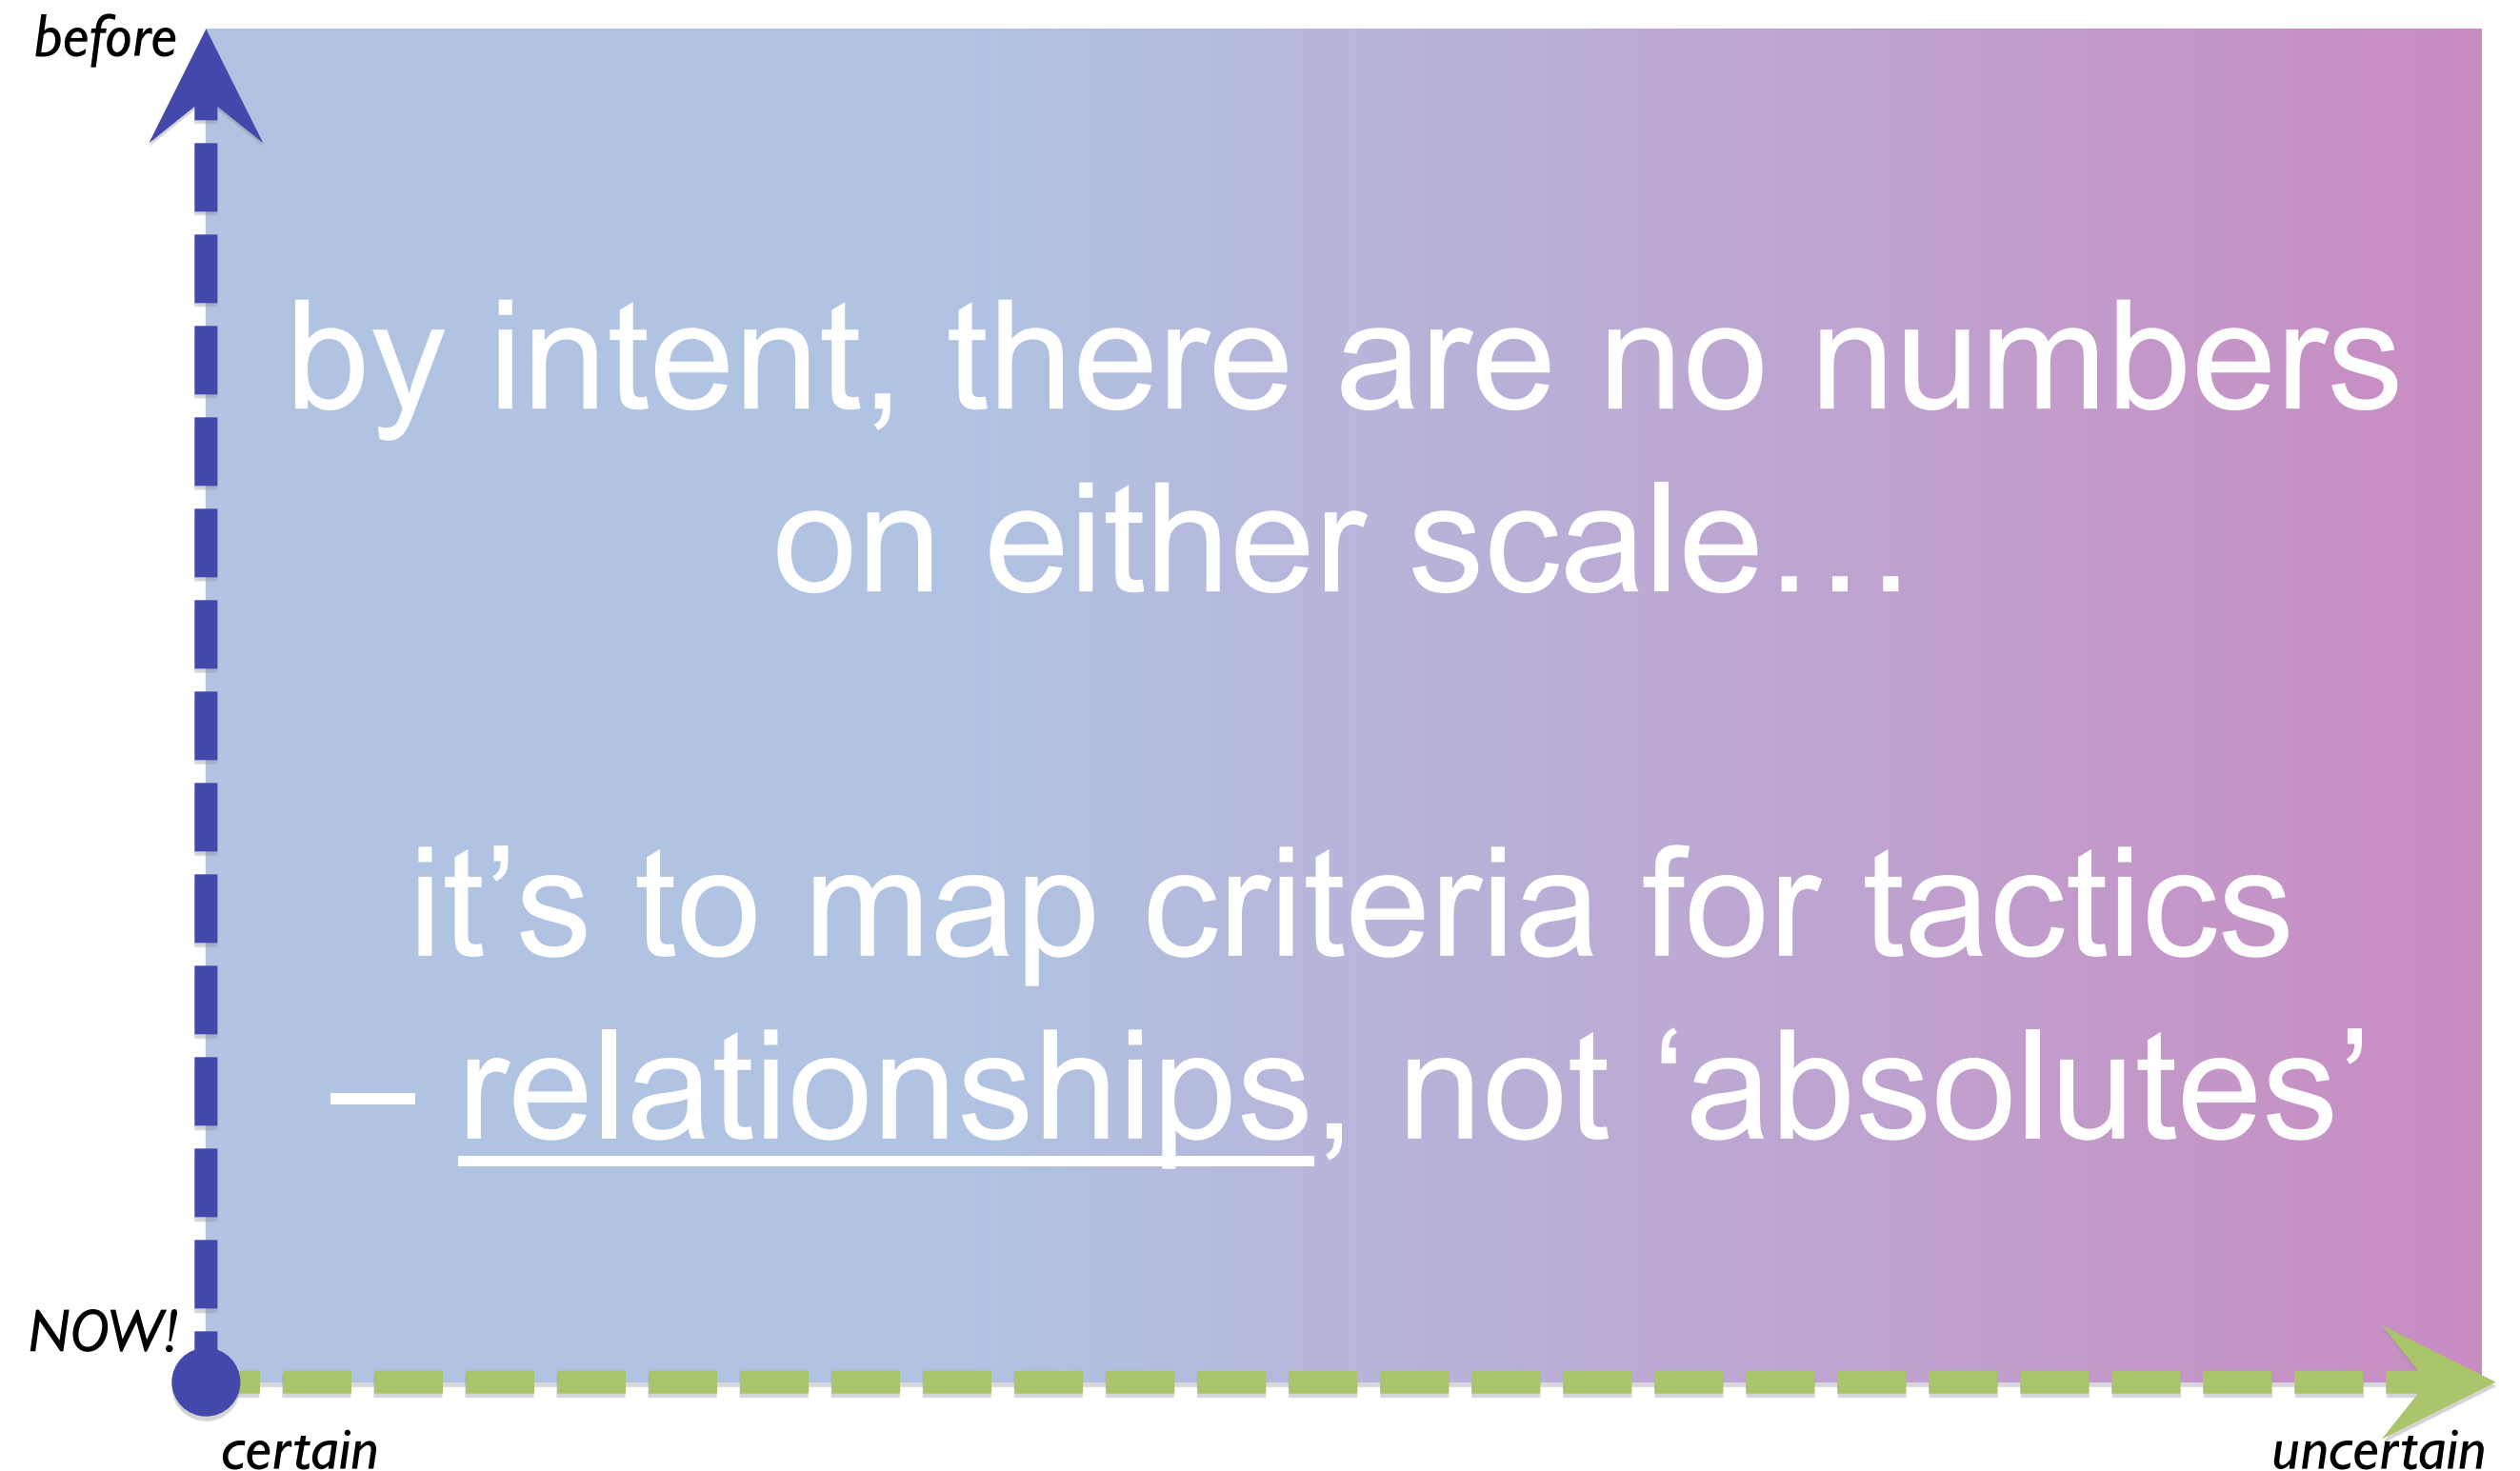 before
by intent, there are no numbers
on either scale…
it’s to map criteria for tactics
– relationships, not ‘absolutes’
NOW!
certain
uncertain